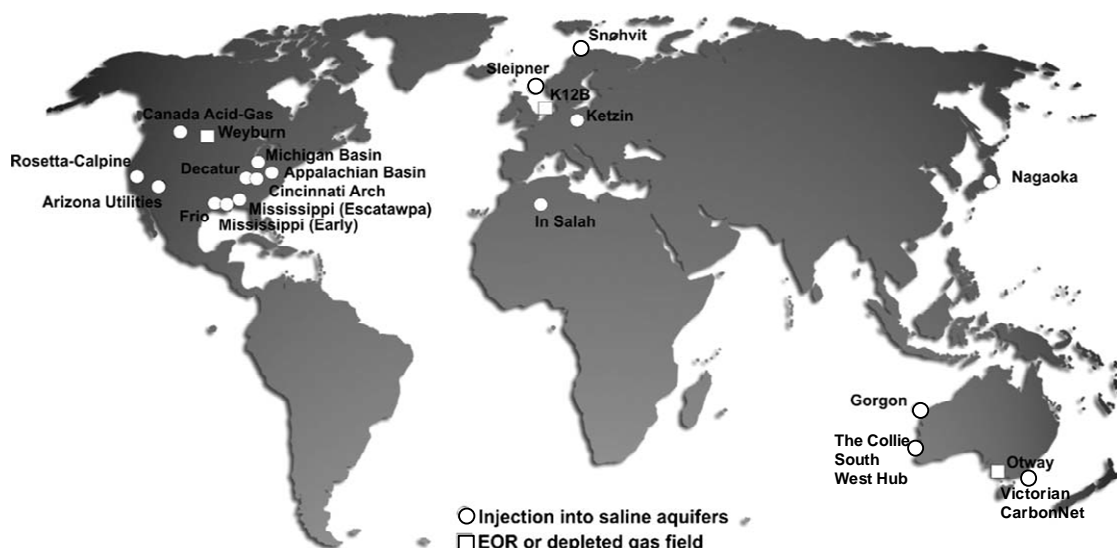 Snohvit
Sleipner
K12B
Canada Acid-Gas
Weyburn
Ketzin
Michigan Basin
Rosetta-Calpine
Decatur
Appalachian Basin
Nagaoka
Cincinnati Arch
Arizona Utilities
Mississippi (Escatawpa)
Frio
Mississippi (Early)
In Salah
Gorgon
The Collie
South
West Hub
Otway
Victorian
CarbonNet
Injection into saline aquifers
EOR or depleted gas field